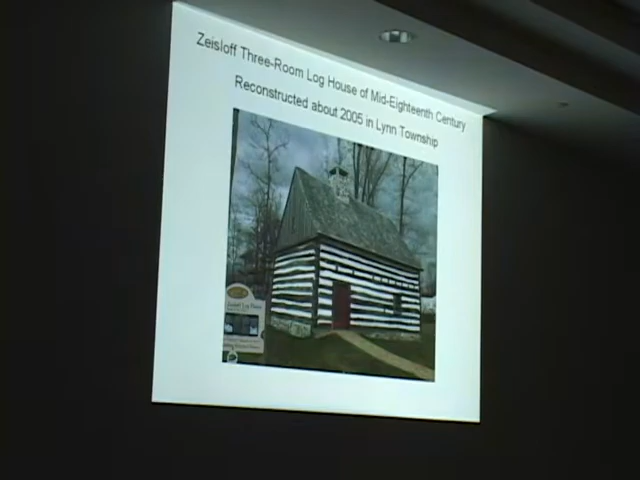 Zeisloff Three-Room Log House of Mid-Eighteenth Century
Reconstructed about 2005 in Lynn Township